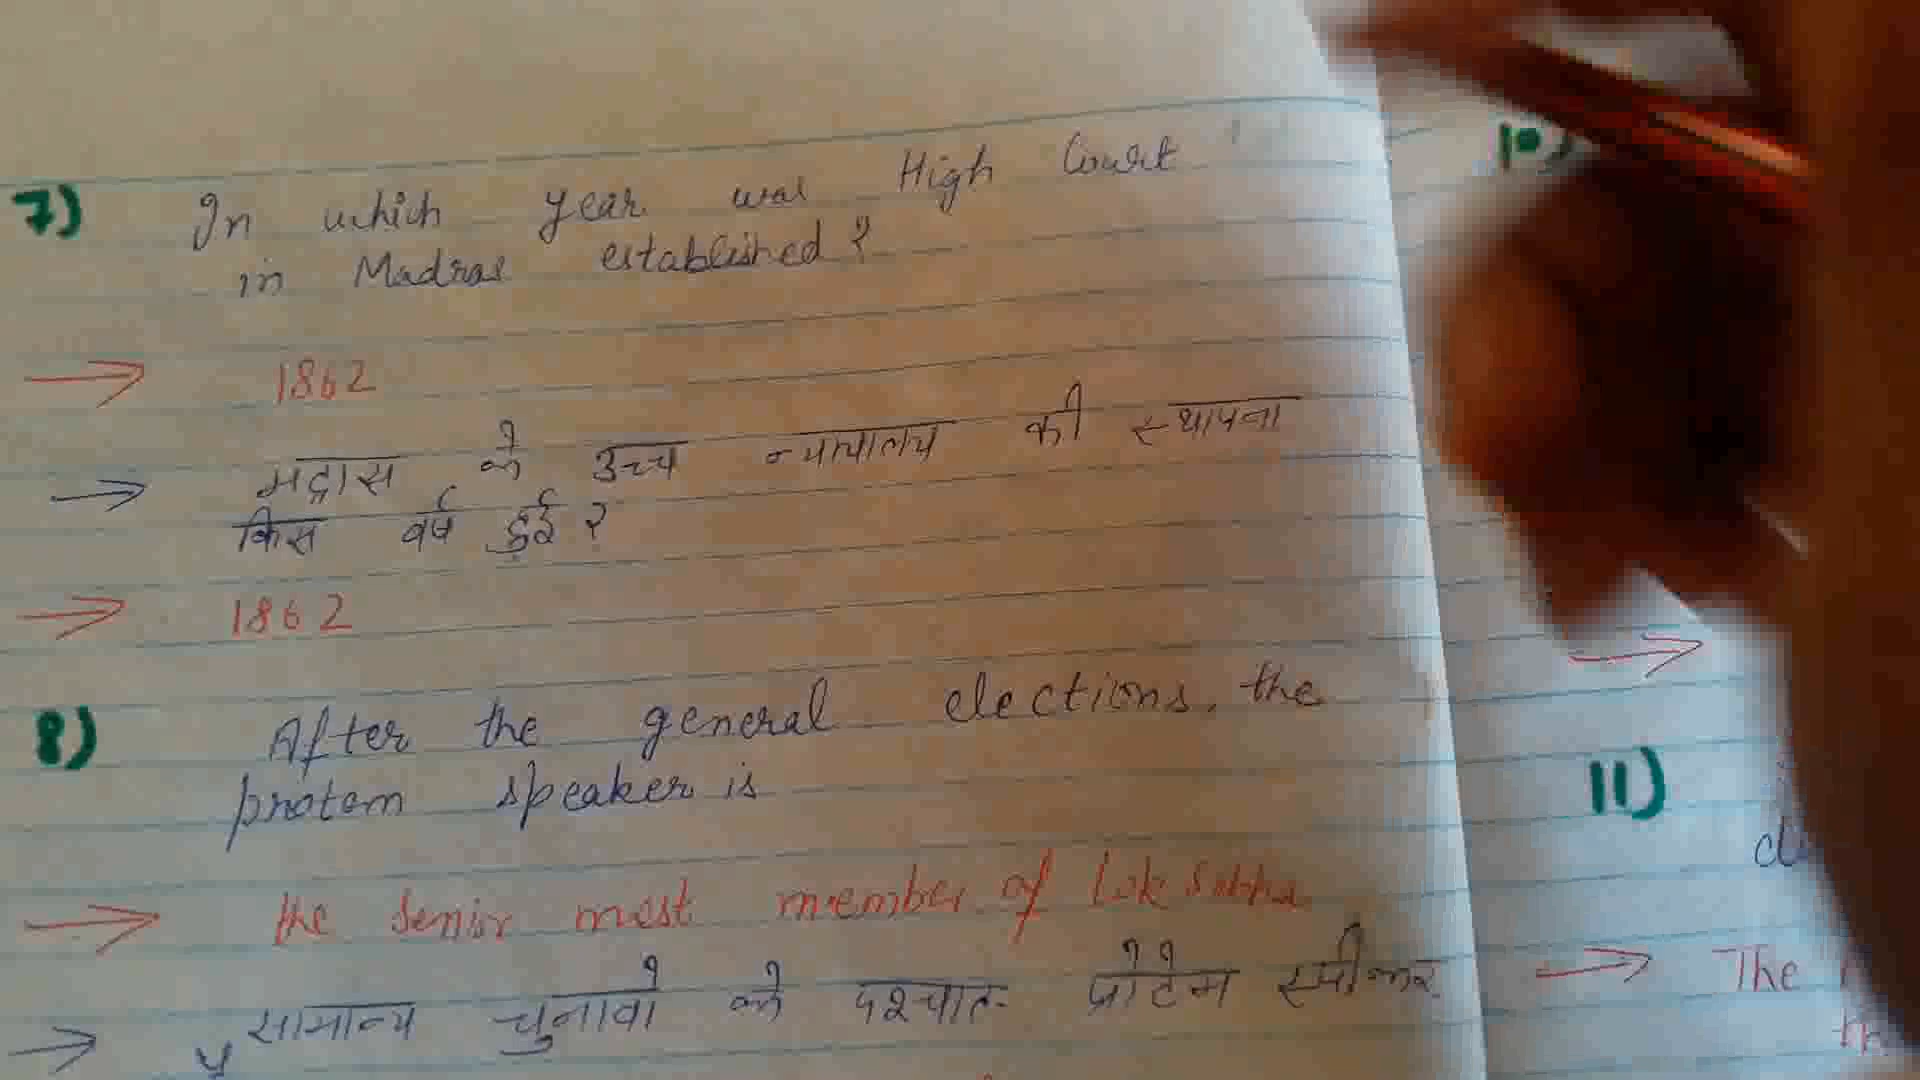 7) In which year was High Court
in Madras established?
→ 1862
→ मद्रास के उच्च न्यायालय की स्थापना
किस वर्ष हुई?
→ 1862
8) After the general elections, the
protem speaker is
→ the senior most member of Lok Sabha
→ सामान्य चुनावो के पश्चात प्रोटेम स्पीकर
10)
→
11)
→ The